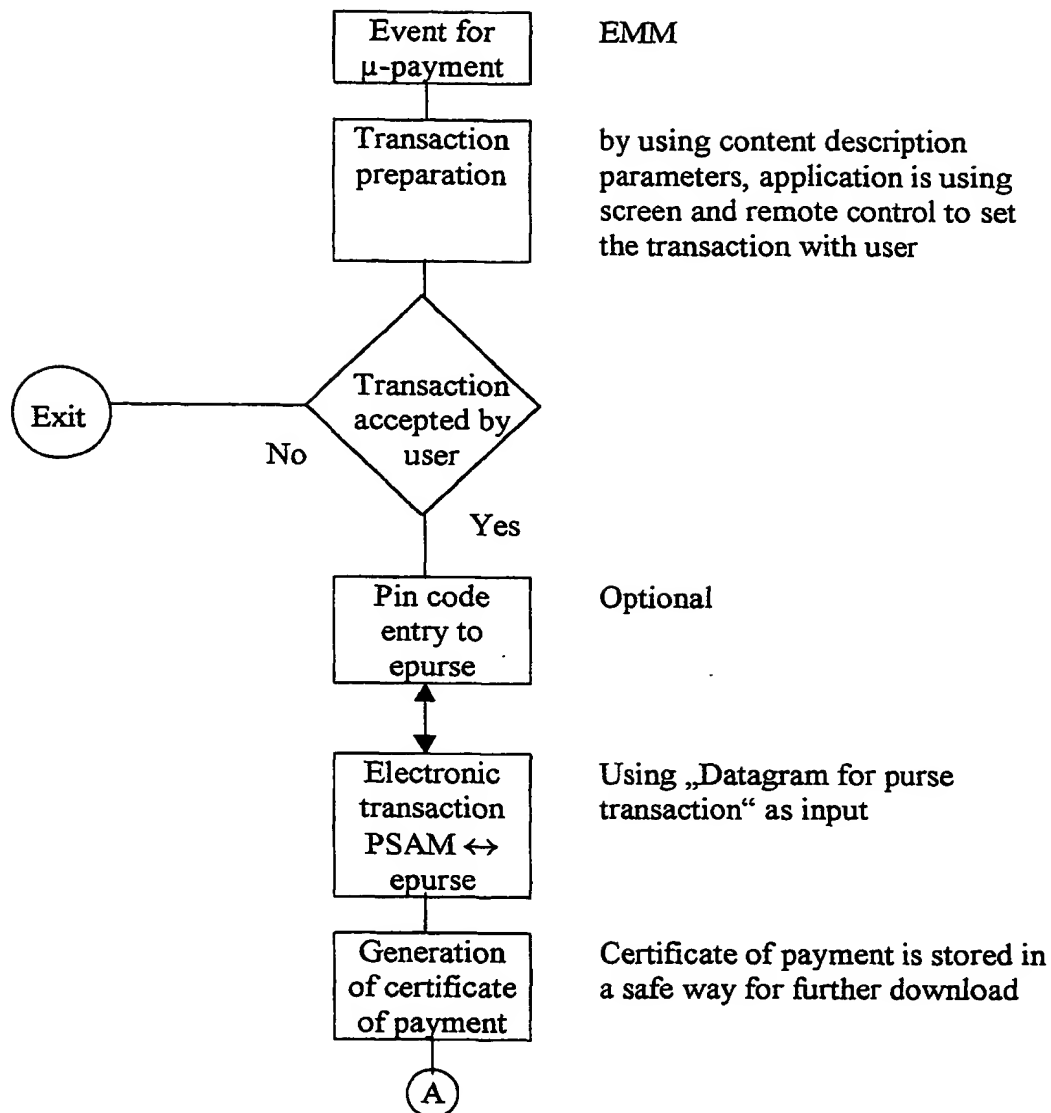 Event for
µ-payment
EMM
Transaction
preparation
by using content description
parameters, application is using
screen and remote control to set
the transaction with user
Transaction
accepted by
user
Exit
No
Yes
Pin code
entry to
epurse
Optional
Electronic
transaction
PSAM ↔
epurse
Using „Datagram for purse
transaction“ as input
Generation
of certificate
of payment
Certificate of payment is stored in
a safe way for further download
A